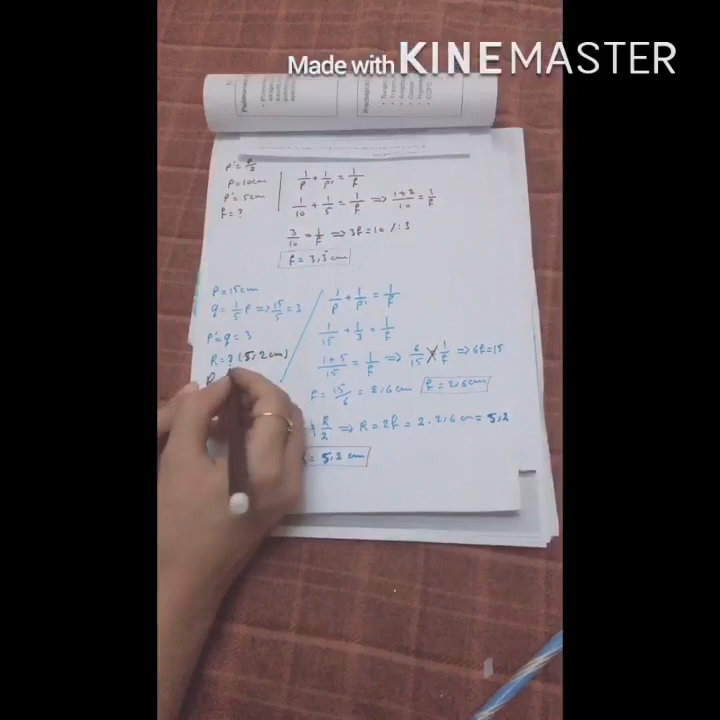 Made with KINEMASTER
P' = P/2
P = 10cm
P' = 5cm
f = ?
1/P + 1/P' = 1/f
1/10 + 1/5 = 1/f ⟹ 1+2/10 = 1/f
3/10 = 1/f ⟹ 3f = 10 /:3
f = 3,3 cm
P = 15cm
q = 1/5 P ⟹ 15/5 = 3
P' = q = 3
R = ? (5,2 cm)
1/P + 1/P' = 1/f
1/15 + 1/3 = 1/f
1+5/15 = 1/f ⟹ 6/15 = 1/f ⟹ 6f = 15
f = 15/6 = 2,6 cm f = 2,6 cm
R/2 ⟹ R = 2f = 2 · 2,6 cm = 5,2
= 5,2 cm